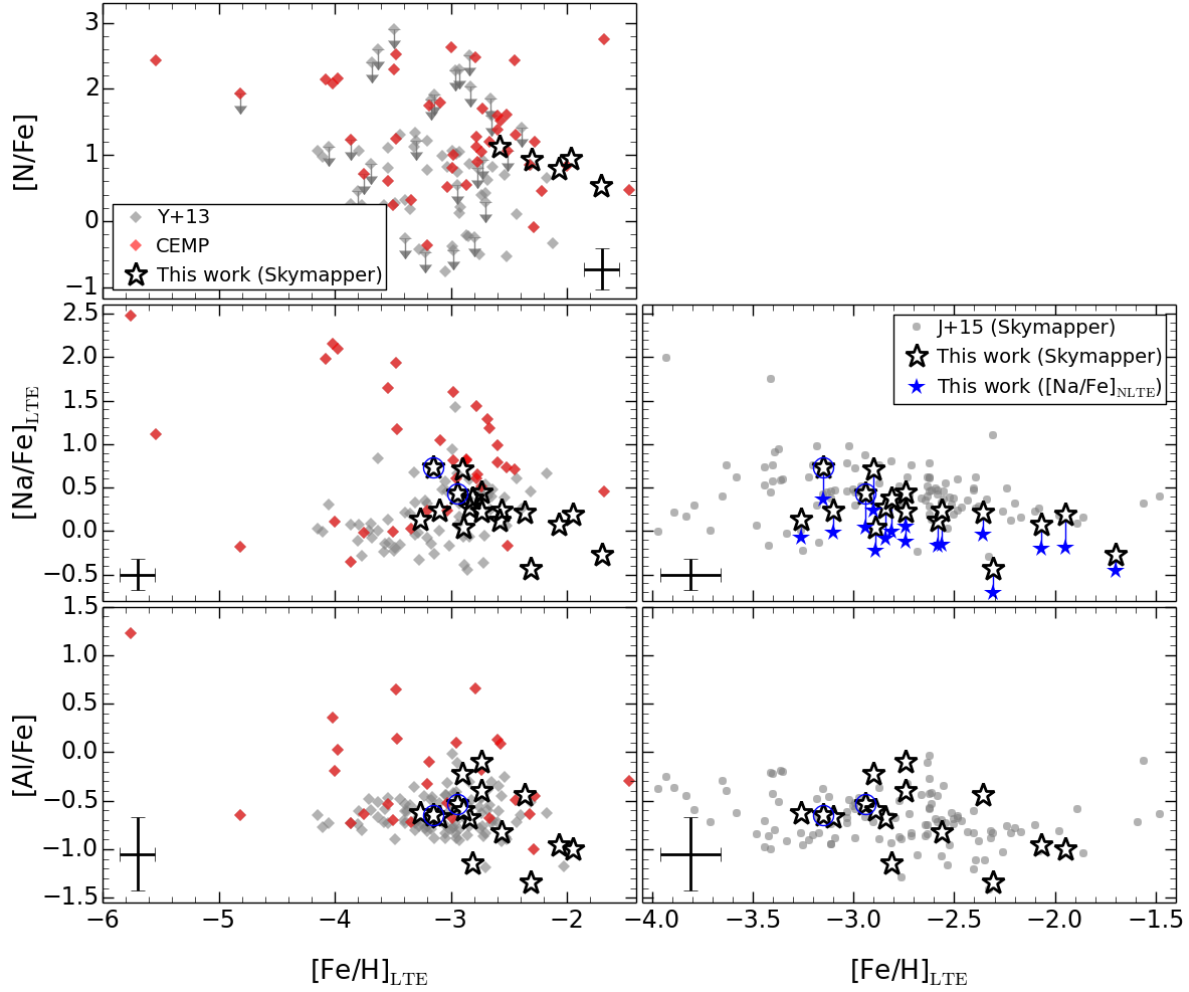 3
2
1
0
−1
[N/Fe]
Y+13
CEMP
This work (Skymapper)
2.5
2.0
1.5
1.0
0.5
0.0
−0.5
[Na/Fe]LTE
J+15 (Skymapper)
This work (Skymapper)
This work ([Na/Fe]NLTE)
1.5
1.0
0.5
0.0
−0.5
−1.0
−1.5
[Al/Fe]
−6 −5 −4 −3 −2
−4.0 −3.5 −3.0 −2.5 −2.0 −1.5
[Fe/H]LTE
[Fe/H]LTE